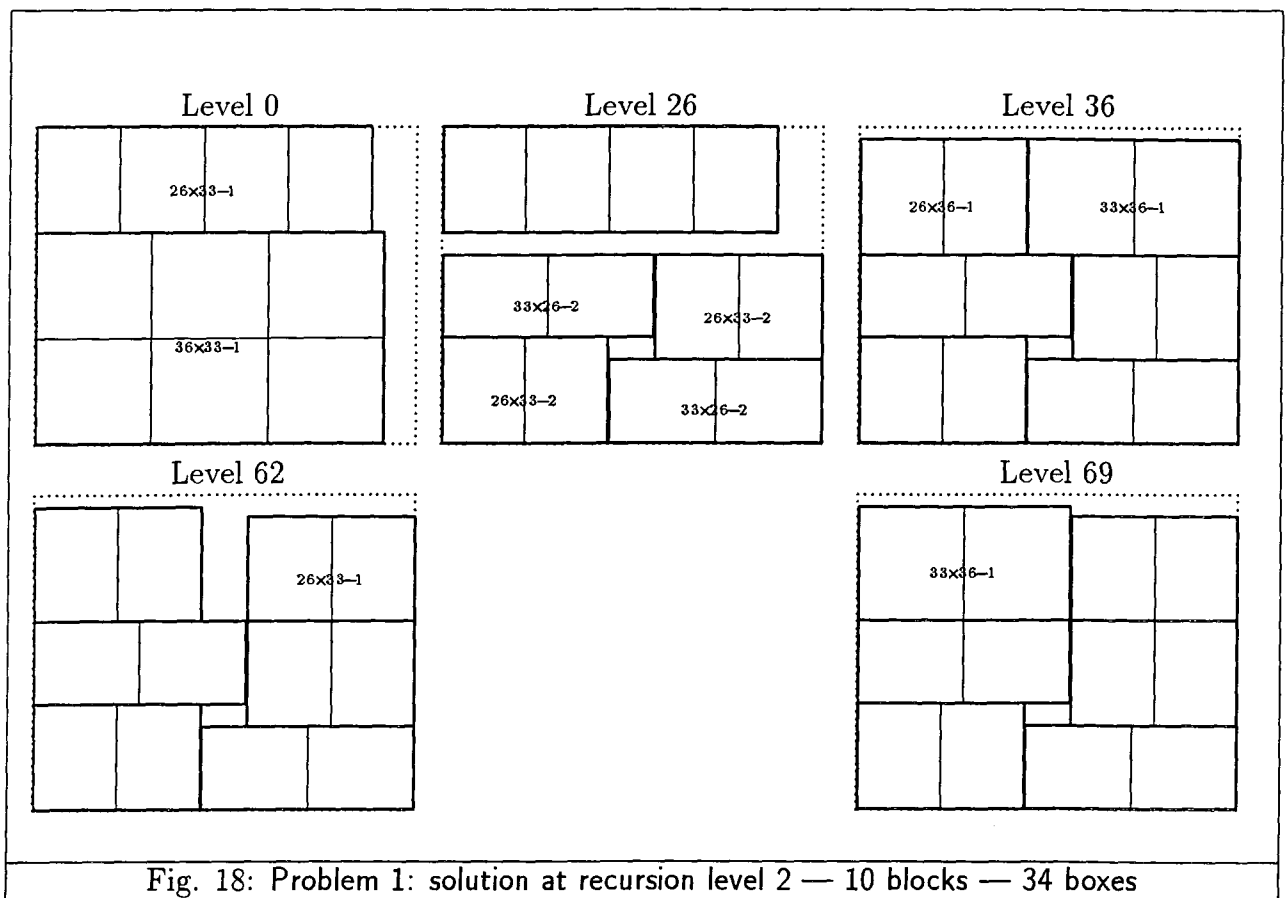 Level 0
Level 26
Level 36
26×33–1
36×33–1
33×26–2
26×33–2
26×33–2
33×26–2
26×36–1
33×36–1
Level 62
Level 69
26×33–1
33×36–1
Fig. 18: Problem 1: solution at recursion level 2 — 10 blocks — 34 boxes